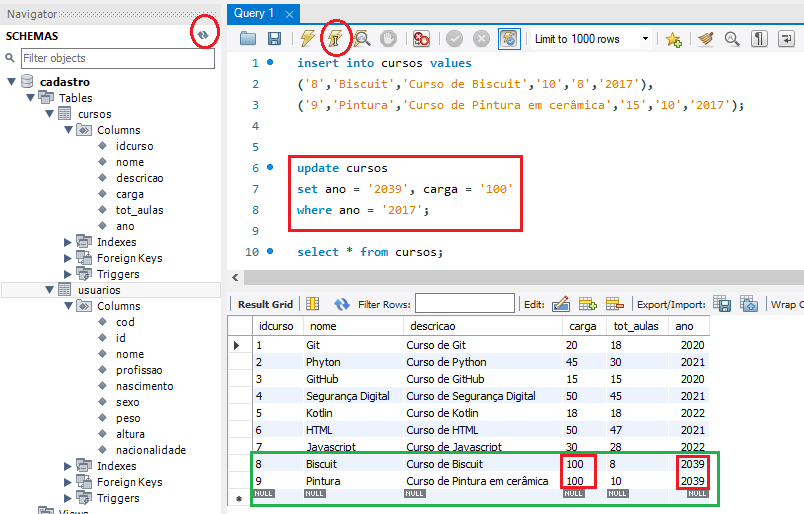 Navigator
SCHEMAS
Filter objects
cadastro
Tables
cursos
Columns
idcurso
nome
descricao
carga
tot_aulas
ano
Indexes
Foreign Keys
Triggers
usuarios
Columns
cod
id
nome
profissao
nascimento
sexo
peso
altura
nacionalidade
Indexes
Foreign Keys
Triggers
Views
Query 1
Limit to 1000 rows
1 insert into cursos values
2 ('8','Biscuit','Curso de Biscuit','10','8','2017'),
3 ('9','Pintura','Curso de Pintura em cerâmica','15','10','2017');
4
5
6 update cursos
7 set ano = '2039', carga = '100'
8 where ano = '2017';
9
10 select * from cursos;
Result Grid Filter Rows: Edit: Export/Import: Wrap C
idcurso nome descricao carga tot_aulas ano
1 Git Curso de Git 20 18 2020
2 Phyton Curso de Python 45 30 2021
3 GitHub Curso de GitHub 15 15 2020
4 Segurança Digital Curso de Segurança Digital 50 45 2021
5 Kotlin Curso de Kotlin 18 18 2022
6 HTML Curso de HTML 50 47 2021
7 Javascript Curso de Javascript 30 28 2022
8 Biscuit Curso de Biscuit 100 8 2039
9 Pintura Curso de Pintura em cerâmica 100 10 2039
NULL NULL NULL NULL NULL NULL